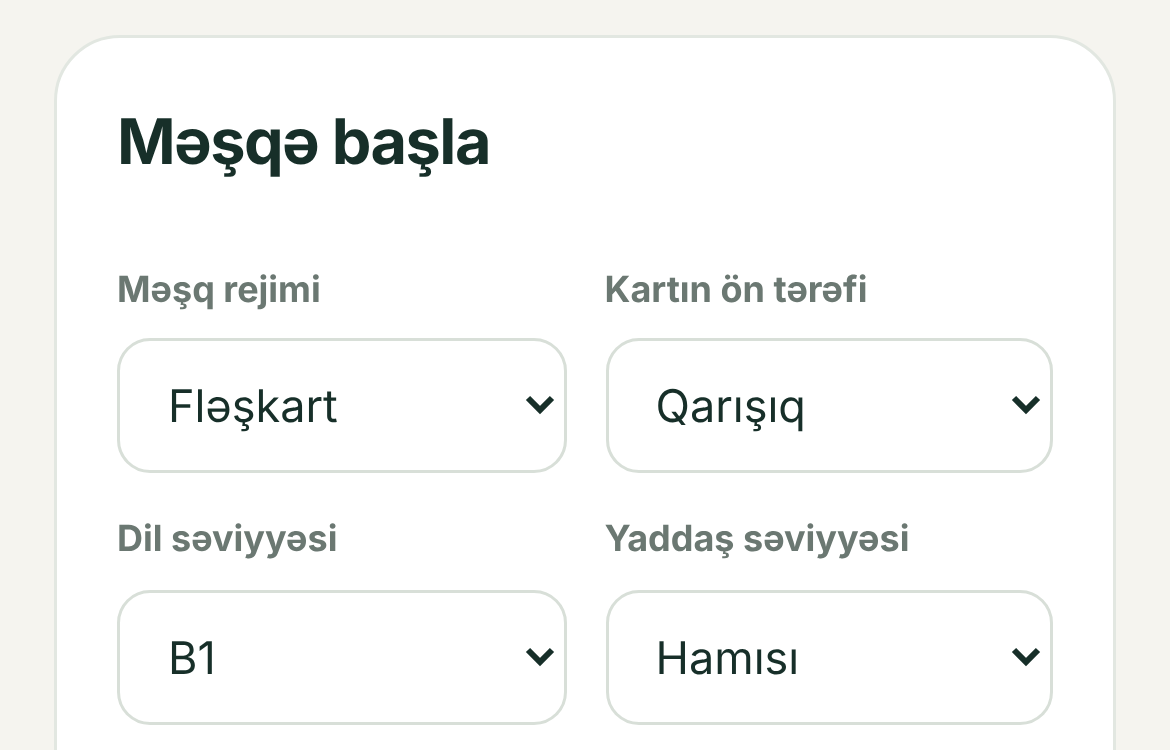 Məşqə başla
Məşq rejimi
Kartın ön tərəfi
Fləşkart
Qarışıq
Dil səviyyəsi
Yaddaş səviyyəsi
B1
Hamısı